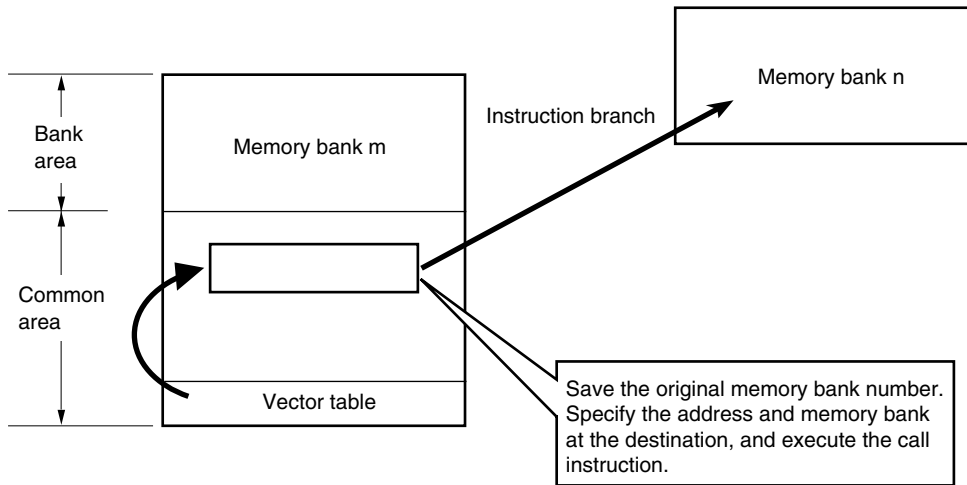 Memory bank n
Instruction branch
Bank
area
Memory bank m
Common
area
Vector table
Save the original memory bank number.
Specify the address and memory bank
at the destination, and execute the call
instruction.